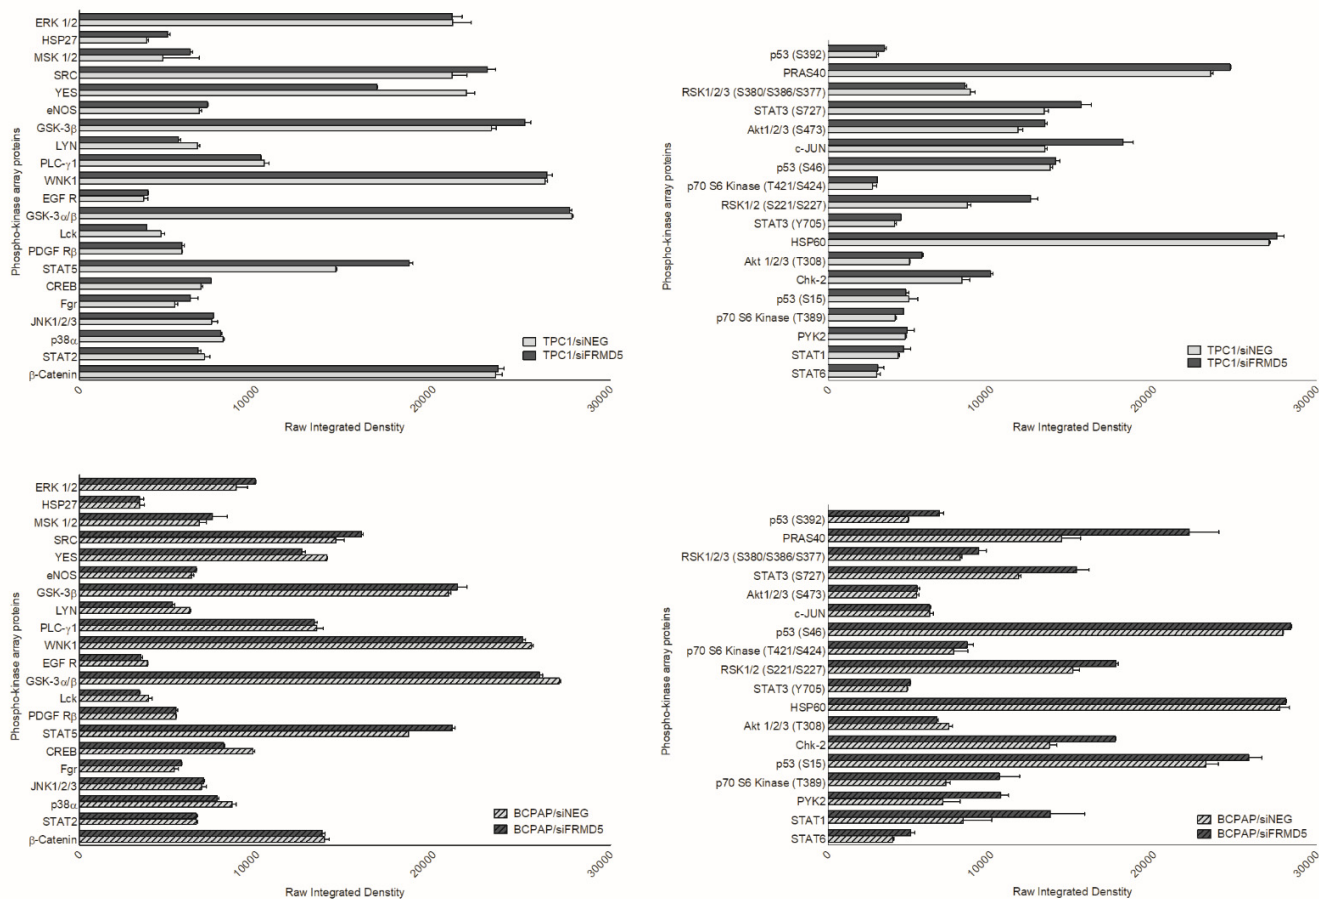 Phospho-kinase array proteins
ERK 1/2
HSP27
MSK 1/2
SRC
YES
eNOS
GSK-3β
LYN
PLC-γ1
WNK1
EGF R
GSK-3α/β
Lck
PDGF Rβ
STAT5
CREB
Fgr
JNK1/2/3
p38α
STAT2
β-Catenin
TPC1/siNEG
TPC1/siFRMD5
0
10000
20000
30000
Raw Integrated Denstity
Phospho-kinase array proteins
p53 (S392)
PRAS40
RSK1/2/3 (S380/S386/S377)
STAT3 (S727)
Akt1/2/3 (S473)
c-JUN
p53 (S46)
p70 S6 Kinase (T421/S424)
RSK1/2 (S221/S227)
STAT3 (Y705)
HSP60
Akt 1/2/3 (T308)
Chk-2
p53 (S15)
p70 S6 Kinase (T389)
PYK2
STAT1
STAT6
TPC1/siNEG
TPC1/siFRMD5
0
10000
20000
30000
Raw Integrated Denstity
Phospho-kinase array proteins
ERK 1/2
HSP27
MSK 1/2
SRC
YES
eNOS
GSK-3β
LYN
PLC-γ1
WNK1
EGF R
GSK-3α/β
Lck
PDGF Rβ
STAT5
CREB
Fgr
JNK1/2/3
p38α
STAT2
β-Catenin
BCPAP/siNEG
BCPAP/siFRMD5
0
10000
20000
30000
Raw Integrated Denstity
Phospho-kinase array proteins
p53 (S392)
PRAS40
RSK1/2/3 (S380/S386/S377)
STAT3 (S727)
Akt1/2/3 (S473)
c-JUN
p53 (S46)
p70 S6 Kinase (T421/S424)
RSK1/2 (S221/S227)
STAT3 (Y705)
HSP60
Akt 1/2/3 (T308)
Chk-2
p53 (S15)
p70 S6 Kinase (T389)
PYK2
STAT1
STAT6
BCPAP/siNEG
BCPAP/siFRMD5
0
10000
20000
30000
Raw Integrated Denstity